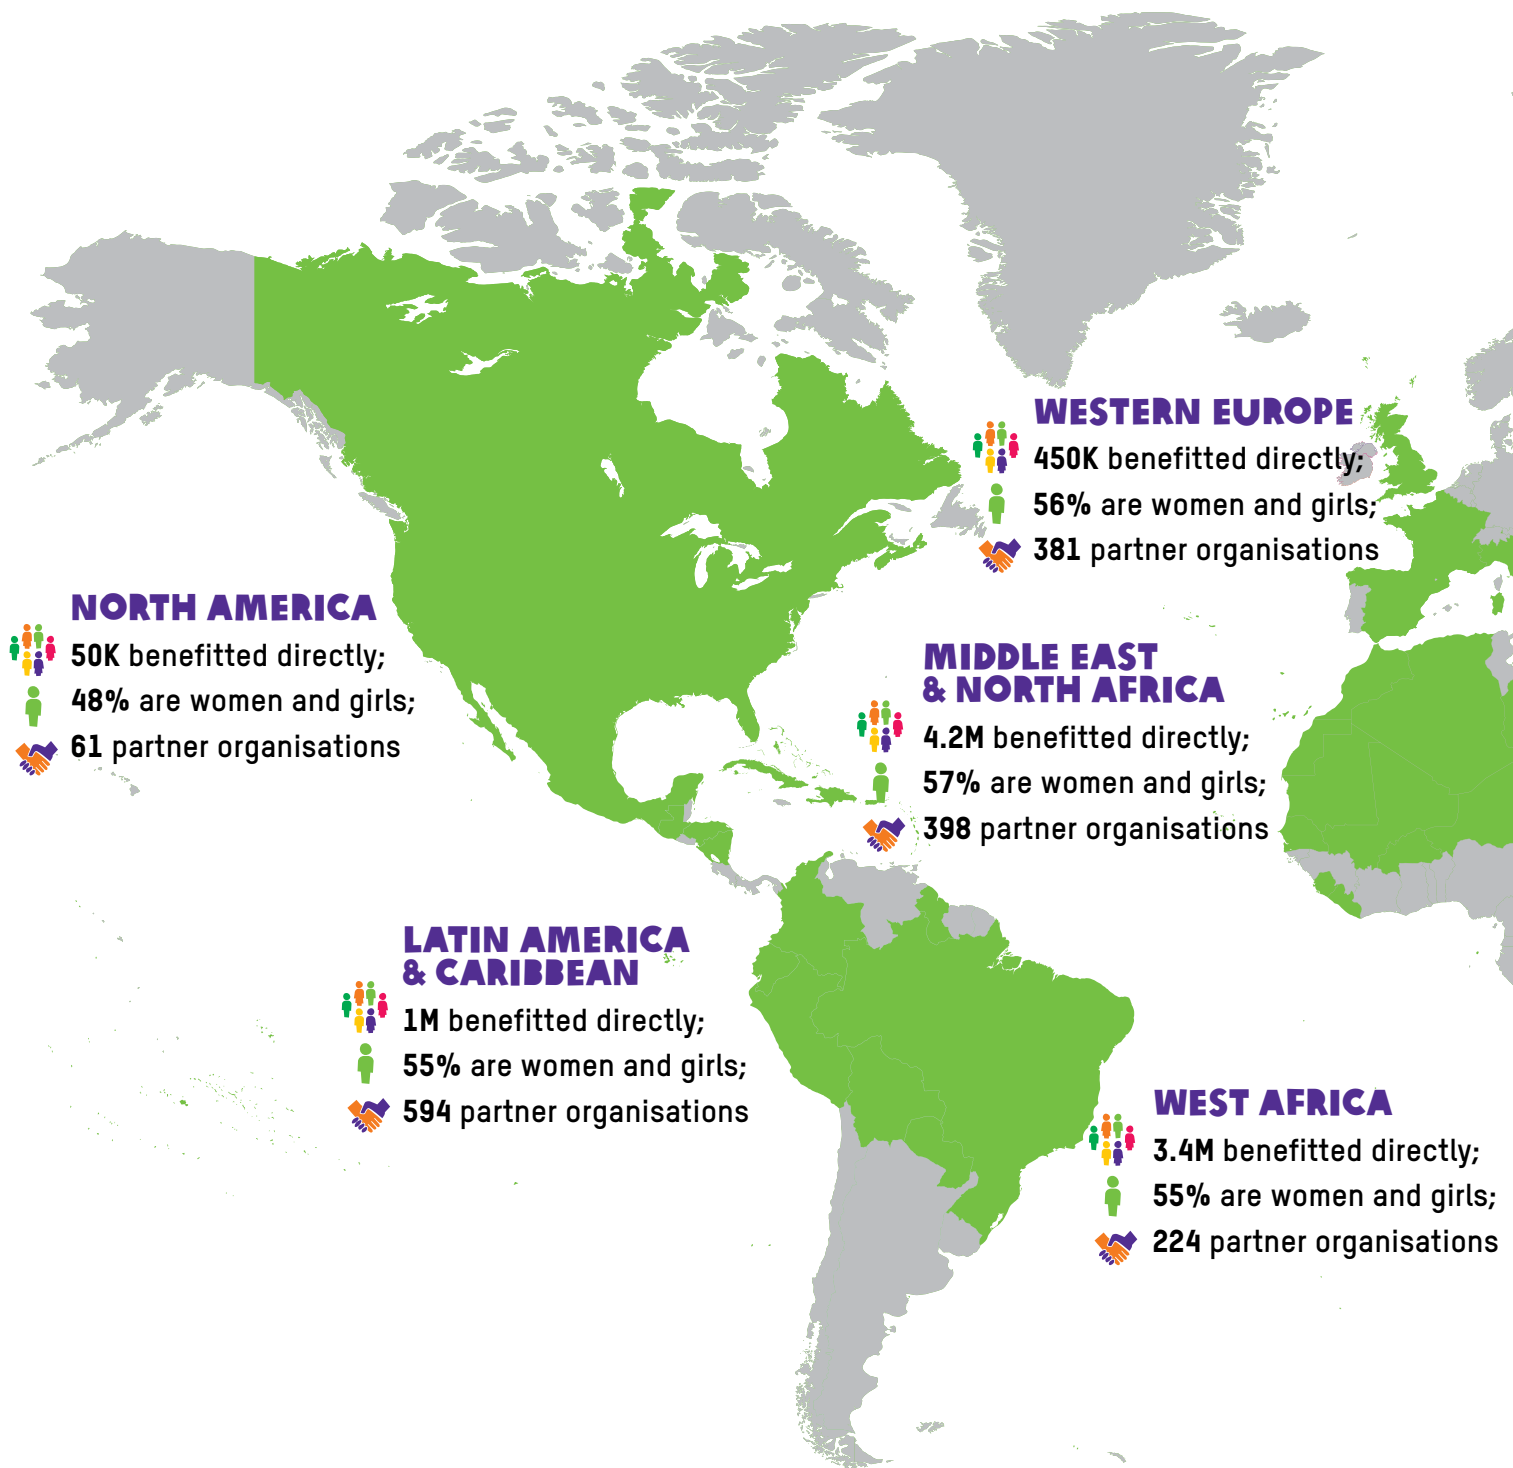 WESTERN EUROPE
450K benefitted directly;
56% are women and girls;
381 partner organisations
NORTH AMERICA
50K benefitted directly;
48% are women and girls;
61 partner organisations
MIDDLE EAST
& NORTH AFRICA
4.2M benefitted directly;
57% are women and girls;
398 partner organisations
LATIN AMERICA
& CARIBBEAN
1M benefitted directly;
55% are women and girls;
594 partner organisations
WEST AFRICA
3.4M benefitted directly;
55% are women and girls;
224 partner organisations